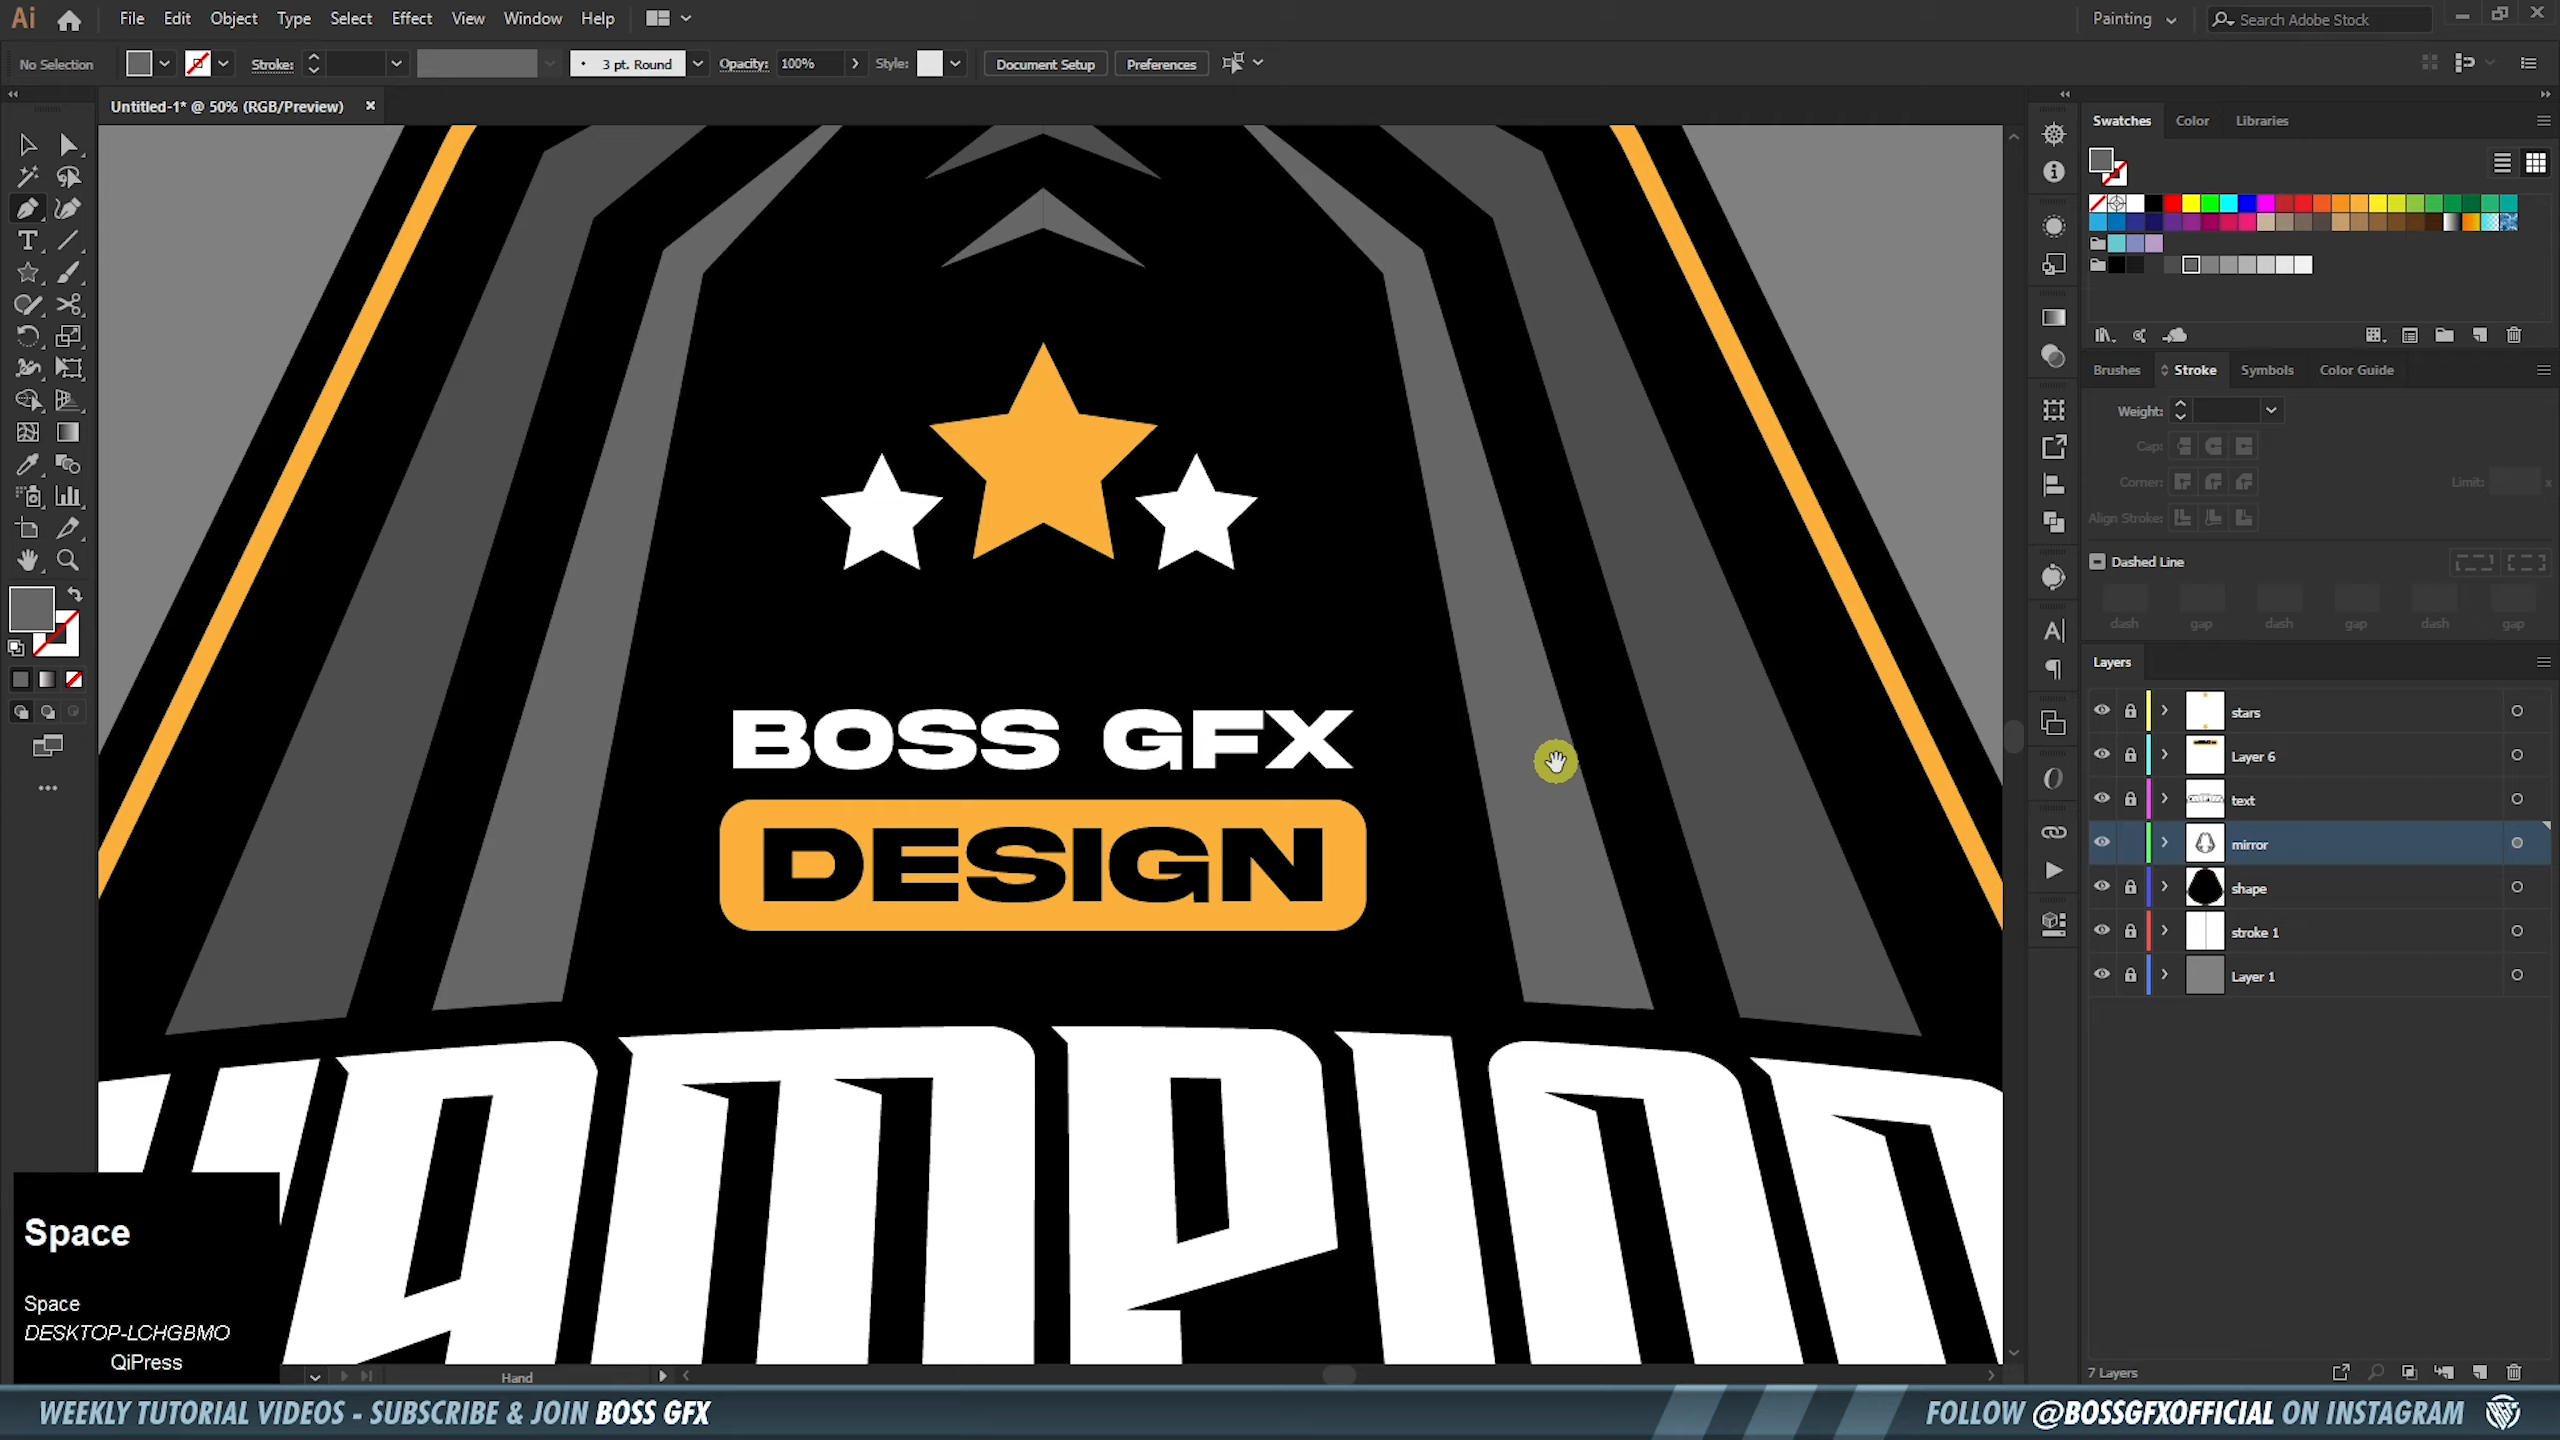 Ai File Edit Object Type Select Effect View Window Help Painting Search Adobe Stock
No Selection Stroke: 3 pt. Round Opacity: 100% Style: Document Setup Preferences
Untitled-1* @ 50% (RGB/Preview)
Swatches Color Libraries
Brushes Stroke Symbols Color Guide
Weight:
Cap:
Corner: Limit: x
Align Stroke:
Dashed Line
dash gap dash gap dash gap
Layers
stars
Layer 6
text
mirror
shape
stroke 1
Layer 1
7 Layers
BOSS GFX
DESIGN
Space
Space
DESKTOP-LCHGBMO
QiPress
Hand
WEEKLY TUTORIAL VIDEOS - SUBSCRIBE & JOIN BOSS GFX
FOLLOW @BOSSGFXOFFICIAL ON INSTAGRAM